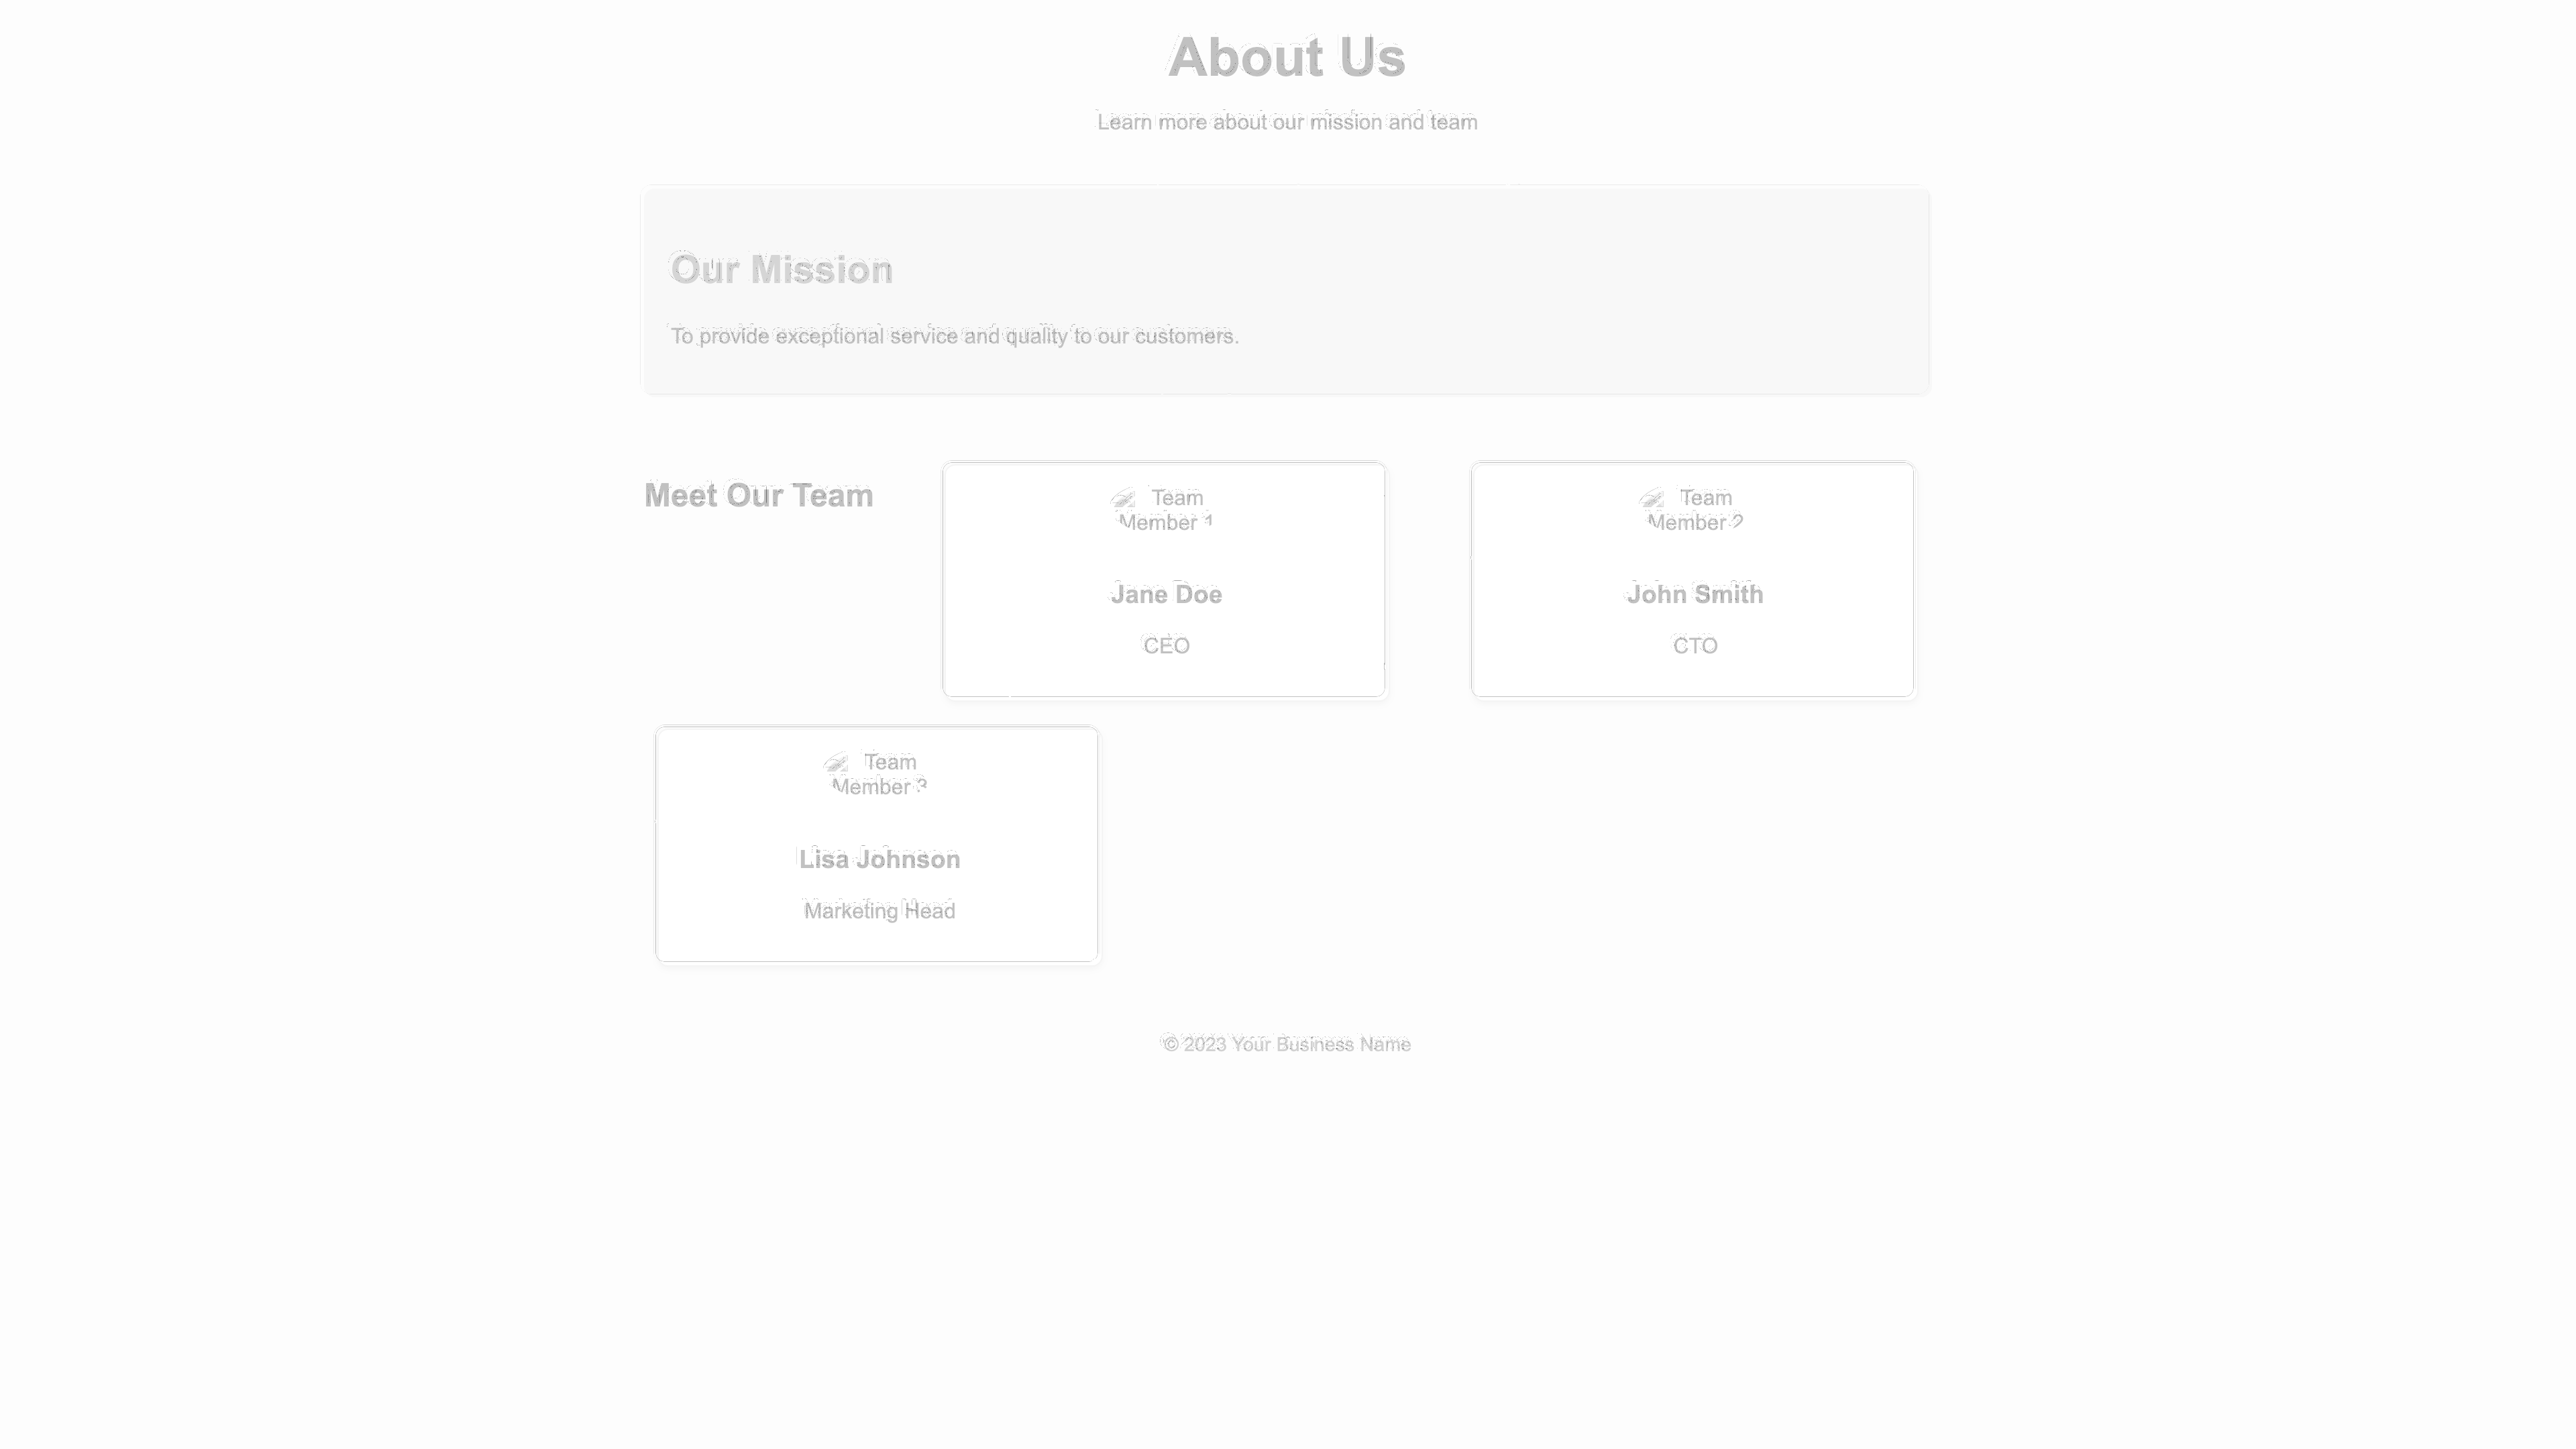 About Us
Learn more about our mission and team
Our Mission
To provide exceptional service and quality to our customers.
Meet Our Team
Team
Member 1
Jane Doe
CEO
Team
Member 2
John Smith
CTO
Team
Member 3
Lisa Johnson
Marketing Head
© 2023 Your Business Name